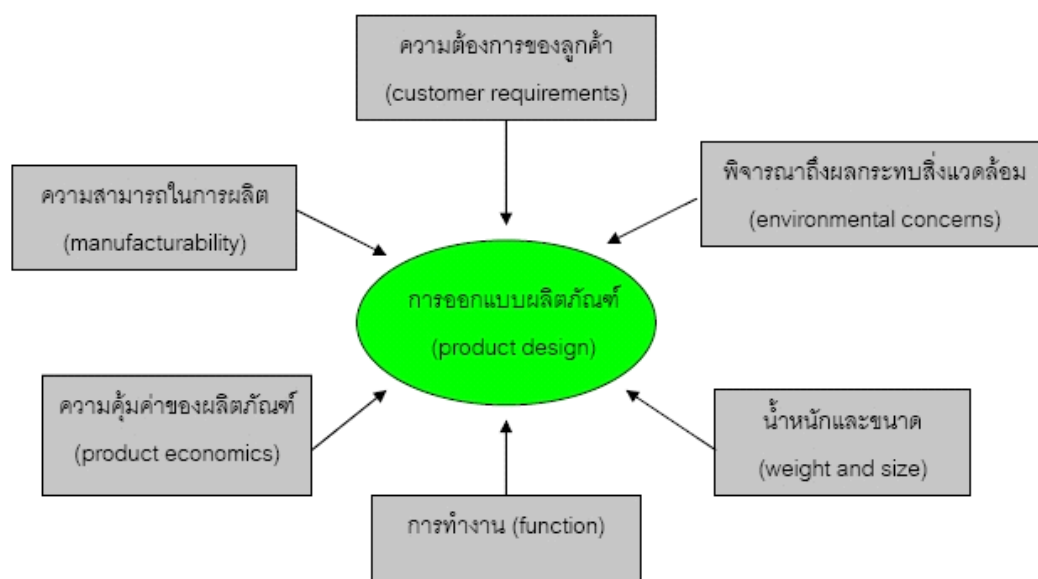 ความต้องการของลูกค้า
(customer requirements)
พิจารณาถึงผลกระทบสิ่งแวดล้อม
(environmental concerns)
ความสามารถในการผลิต
(manufacturability)
การออกแบบผลิตภัณฑ์
(product design)
ความคุ้มค่าของผลิตภัณฑ์
(product economics)
น้ำหนักและขนาด
(weight and size)
การทำงาน (function)